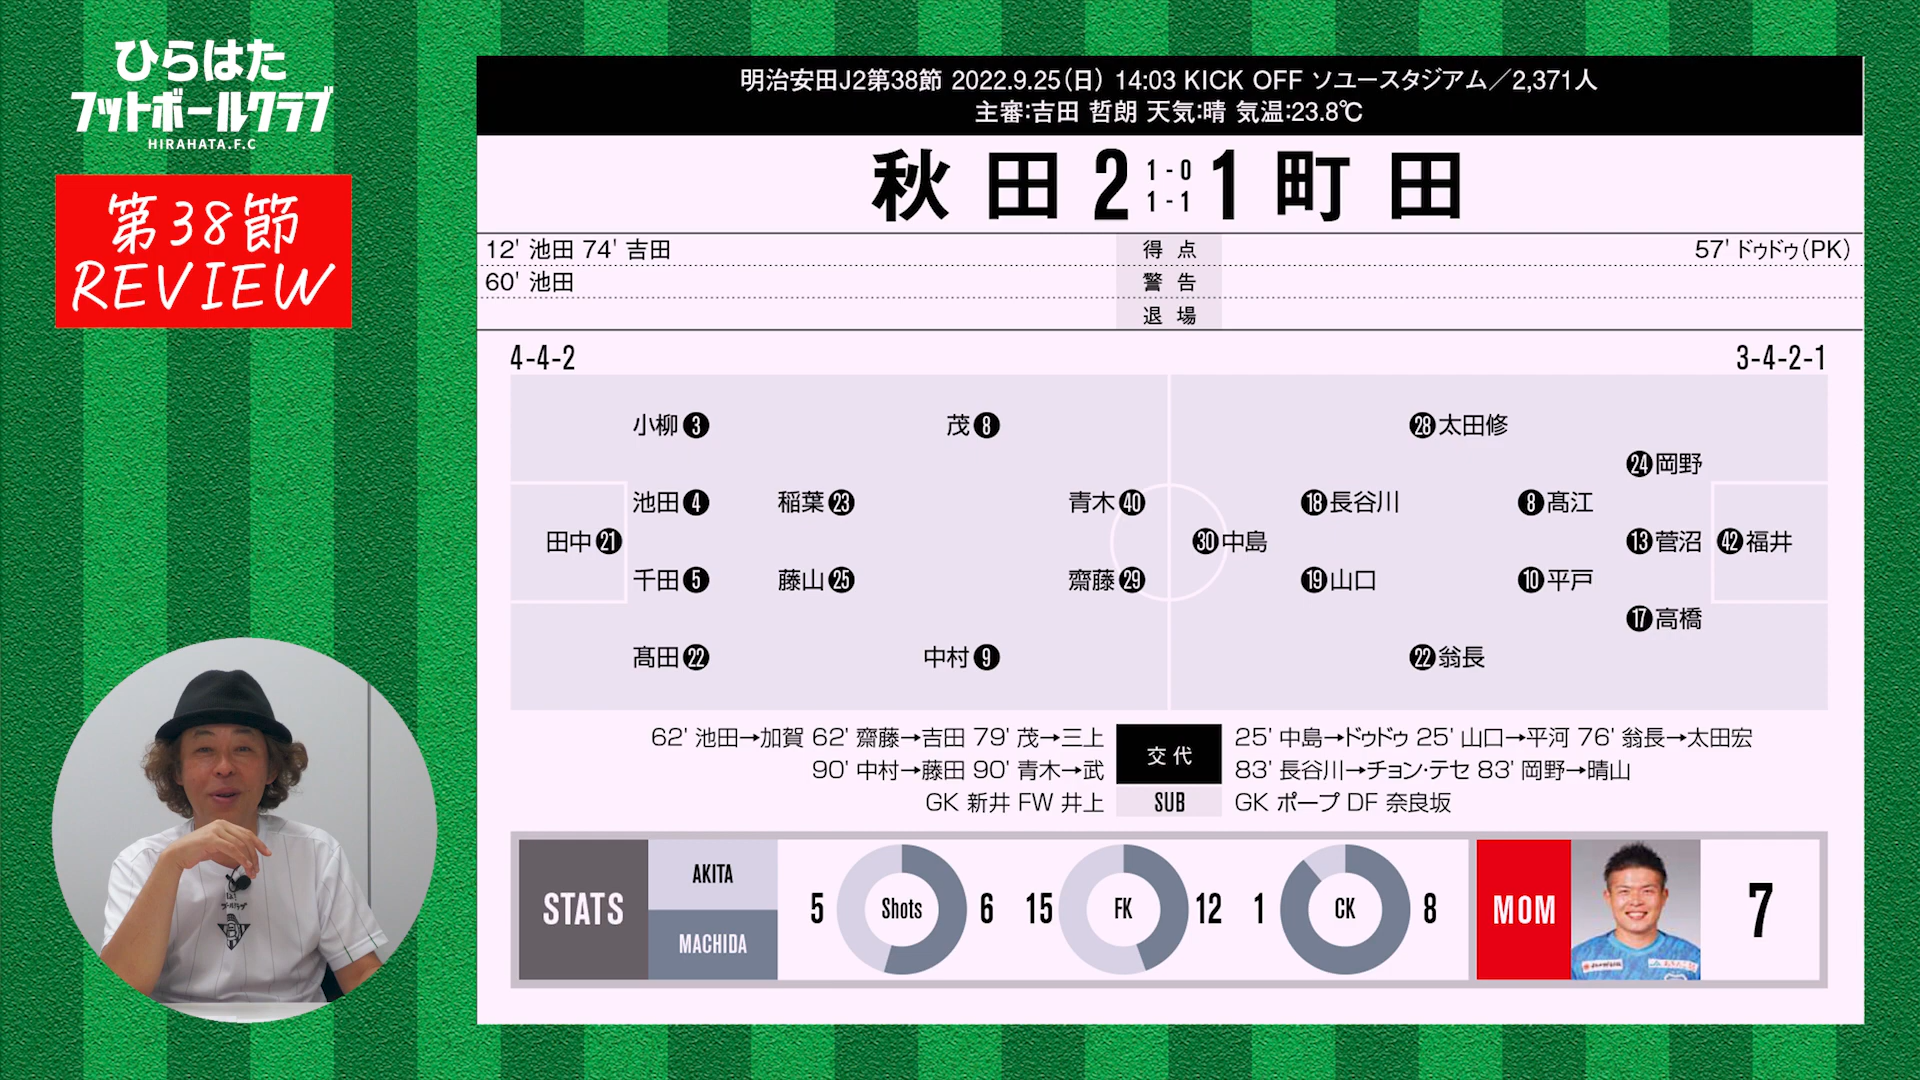 ひらはた
フットボールクラブ
HIRAHATA.F.C
第38節
REVIEW
明治安田J2第38節 2022.9.25(日) 14:03 KICK OFF ソユースタジアム／2,371人
主審:吉田 哲朗 天気:晴 気温:23.8℃
秋田 2 1-0 1-1 1 町田
12' 池田 74' 吉田 得点 57' ドゥドゥ(PK)
60' 池田 警告
退場
4-4-2 3-4-2-1
小柳 3 茂 8 28 太田修
24 岡野
池田 4 稲葉 23 青木 40 18 長谷川 8 髙江
田中 21 30 中島 13 菅沼 42 福井
千田 5 藤山 25 齋藤 29 19 山口 10 平戸
17 高橋
髙田 22 中村 9 22 翁長
62' 池田→加賀 62' 齋藤→吉田 79' 茂→三上 交代 25' 中島→ドゥドゥ 25' 山口→平河 76' 翁長→太田宏
90' 中村→藤田 90' 青木→武 83' 長谷川→チョン・テセ 83' 岡野→晴山
GK 新井 FW 井上 SUB GK ポープ DF 奈良坂
STATS AKITA MACHIDA 5 Shots 6 15 FK 12 1 CK 8 MOM 7